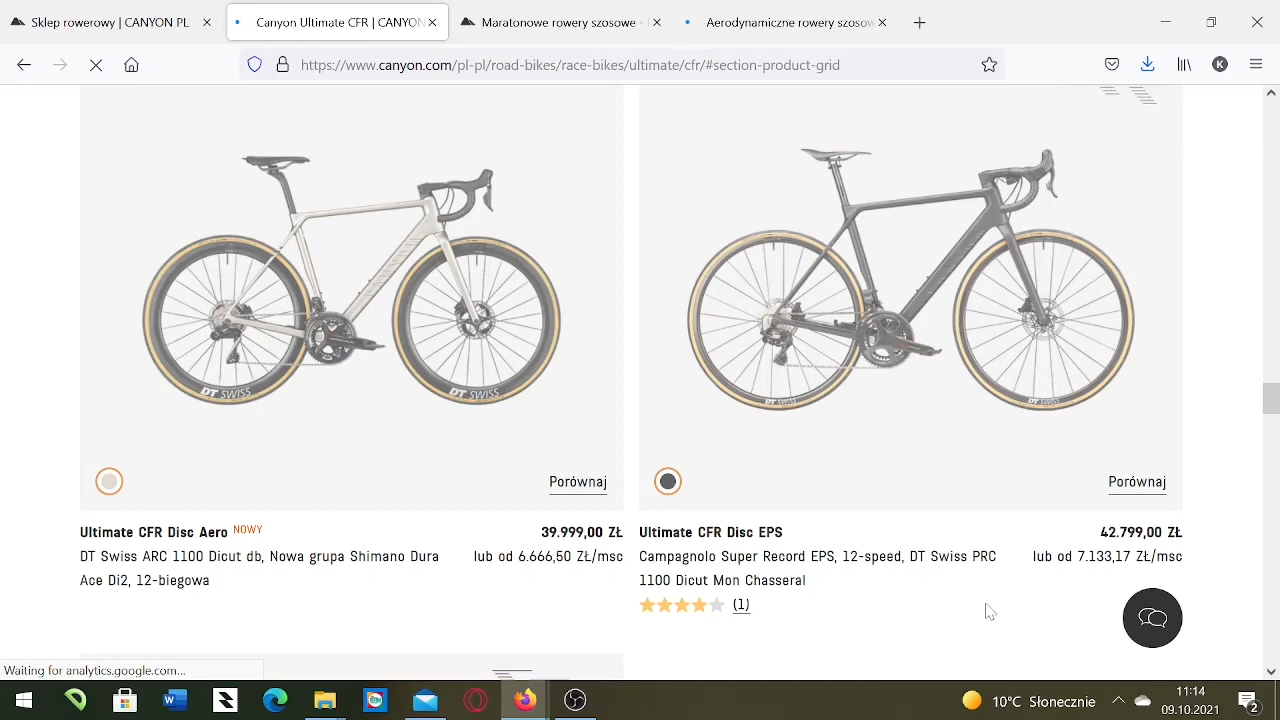 Sklep rowerowy | CANYON PL
Canyon Ultimate CFR | CANYON
Maratonowe rowery szosowe -
Aerodynamiczne rowery szosow
https://www.canyon.com/pl-pl/road-bikes/race-bikes/ultimate/cfr/#section-product-grid
K
DT SWISS
DT SWISS
DT SWISS
DT SWISS
Porównaj
Porównaj
Ultimate CFR Disc Aero NOWY
39.999,00 ZŁ
DT Swiss ARC 1100 Dicut db, Nowa grupa Shimano Dura
Ace Di2, 12-biegowa
lub od 6.666,50 ZŁ/msc
Ultimate CFR Disc EPS
42.799,00 ZŁ
Campagnolo Super Record EPS, 12-speed, DT Swiss PRC
1100 Dicut Mon Chasseral
lub od 7.133,17 ZŁ/msc
(1)
Waiting for analytics.google.com...
10°C Słonecznie
11:14
09.10.2021
2